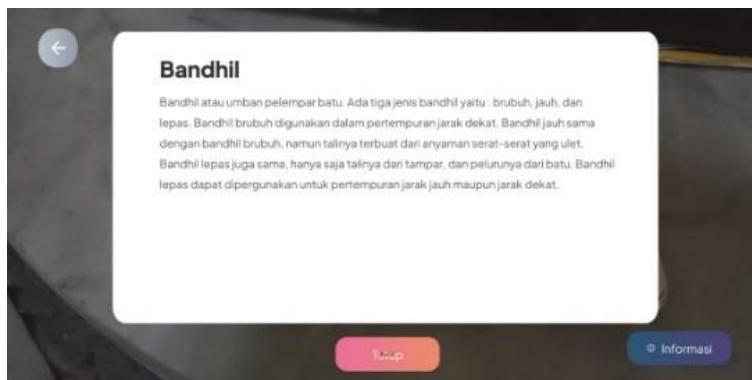 Bandhil
Bandhil atau umban pelempar batu. Ada tiga jenis bandhil yaitu : brubuh, jauh, dan
lepas. Bandhil brubuh digunakan dalam pertempuran jarak dekat. Bandhil jauh sama
dengan bandhil brubuh, namun talinya terbuat dari anyaman serat-serat yang ulet.
Bandhil lepas juga sama, hanya saja talinya dari tampar, dan pelurunya dari batu. Bandhil
lepas dapat dipergunakan untuk pertempuran jarak jauh maupun jarak dekat.
Tutup
Informasi